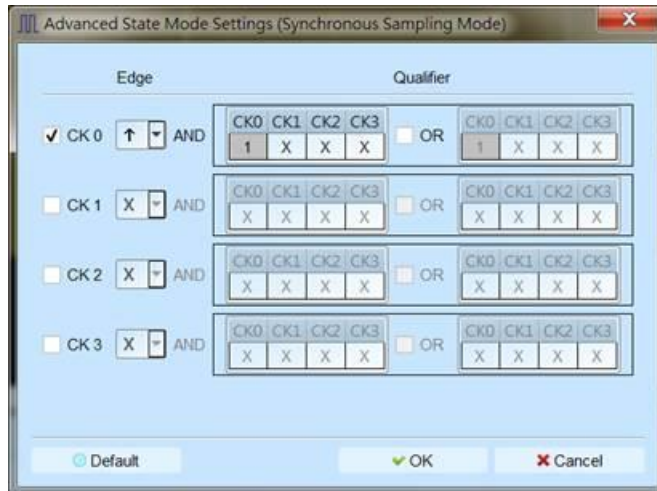 Advanced State Mode Settings (Synchronous Sampling Mode)
X
Edge
Qualifier
CK 0 ↑ AND
CK0 CK1 CK2 CK3
1 X X X
OR
CK0 CK1 CK2 CK3
1 X X X
CK 1 X AND
CK0 CK1 CK2 CK3
X X X X
OR
CK0 CK1 CK2 CK3
X X X X
CK 2 X AND
CK0 CK1 CK2 CK3
X X X X
OR
CK0 CK1 CK2 CK3
X X X X
CK 3 X AND
CK0 CK1 CK2 CK3
X X X X
OR
CK0 CK1 CK2 CK3
X X X X
Default
OK
Cancel